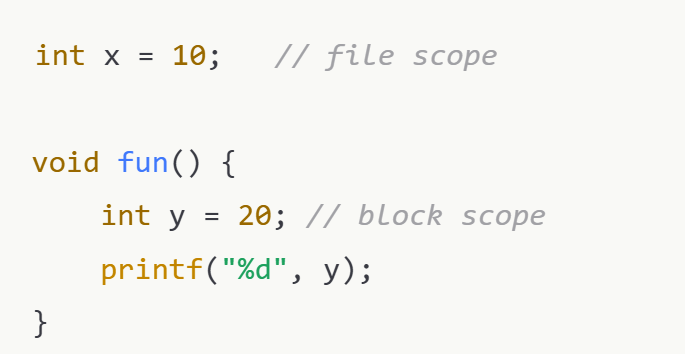 int x = 10;   // file scope
void fun() {
    int y = 20; // block scope
    printf("%d", y);
}